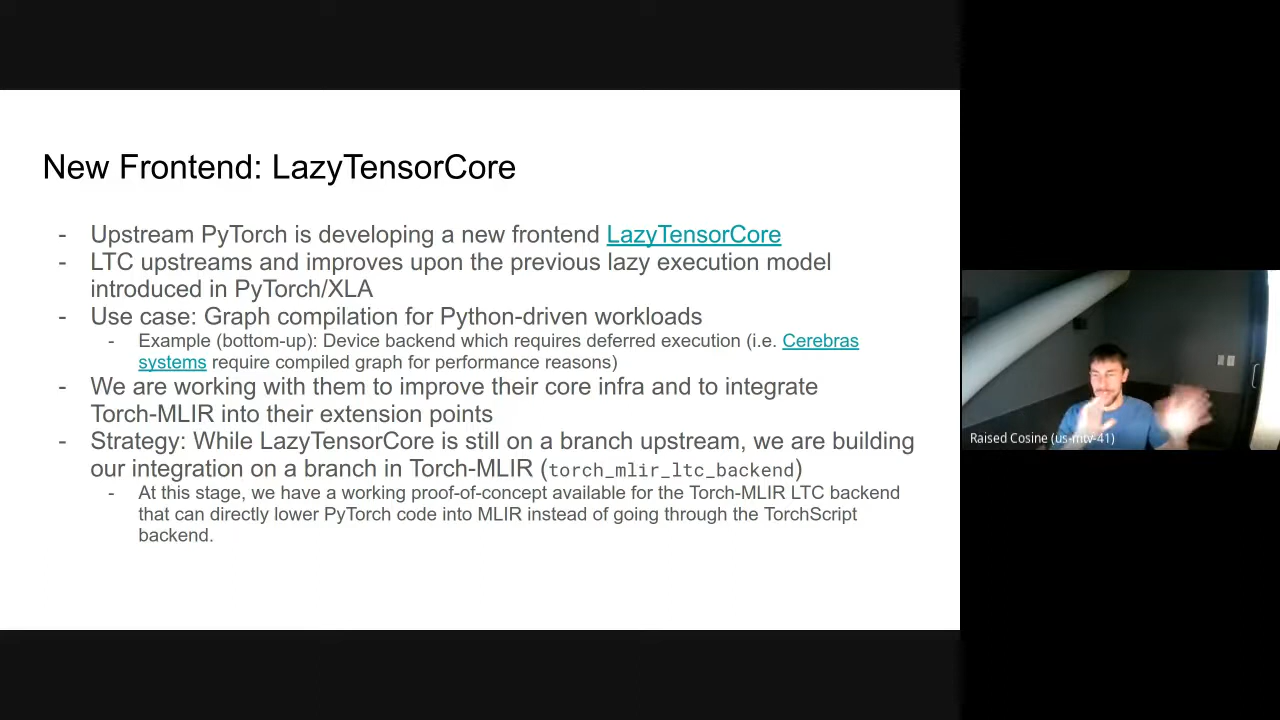 New Frontend: LazyTensorCore
- Upstream PyTorch is developing a new frontend LazyTensorCore
- LTC upstreams and improves upon the previous lazy execution model
introduced in PyTorch/XLA
- Use case: Graph compilation for Python-driven workloads
- Example (bottom-up): Device backend which requires deferred execution (i.e. Cerebras
systems require compiled graph for performance reasons)
- We are working with them to improve their core infra and to integrate
Torch-MLIR into their extension points
- Strategy: While LazyTensorCore is still on a branch upstream, we are building
our integration on a branch in Torch-MLIR (torch_mlir_ltc_backend)
- At this stage, we have a working proof-of-concept available for the Torch-MLIR LTC backend
that can directly lower PyTorch code into MLIR instead of going through the TorchScript
backend.
Raised Cosine (us-mtv-41)